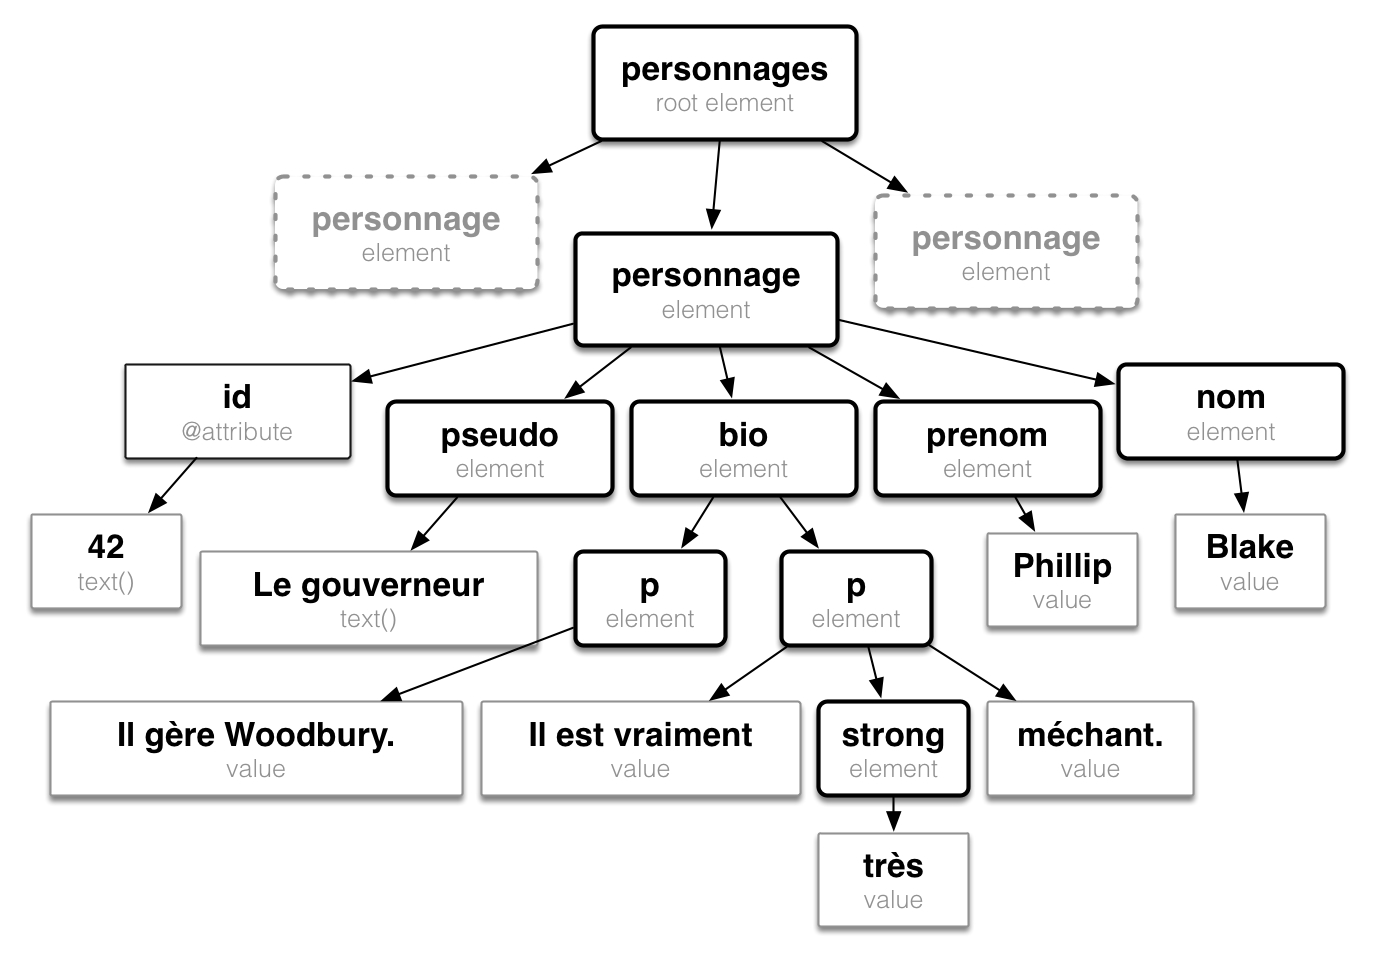 personnages
root element
personnage
element
personnage
element
personnage
element
id
@attribute
pseudo
element
bio
element
prenom
element
nom
element
42
text()
Le gouverneur
text()
p
element
p
element
Phillip
value
Blake
value
Il gère Woodbury.
value
Il est vraiment
value
strong
element
méchant.
value
très
value